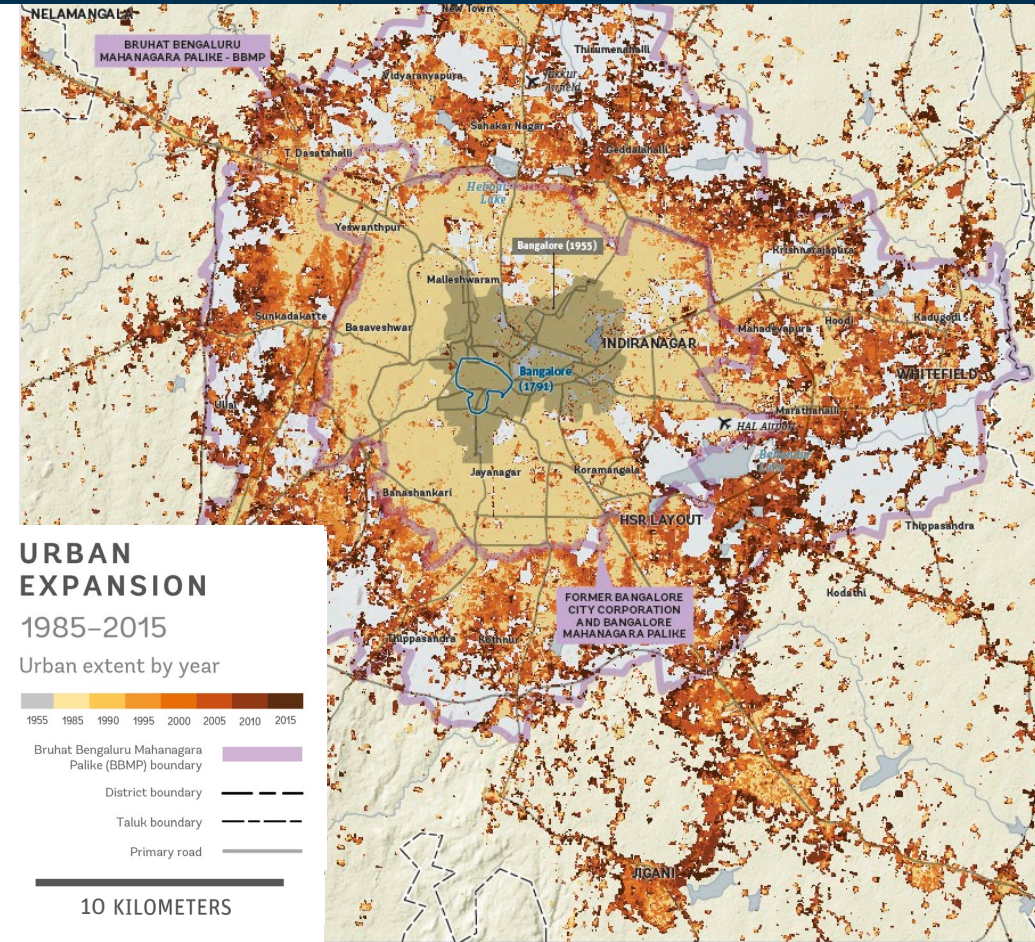 NELAMANGALA
New Town
BRUHAT BENGALURU
MAHANAGARA PALIKE - BBMP
Thirumenahalli
Vidyaranyapura
Jakkur
Airfield
Sahakar Nagar
T. Dasarahalli
Geddalahalli
Hebbal
Lake
Yeswanthpur
Bangalore (1955)
Krishnarajapura
Malleshwaram
Sunkadakatte
Basaveshwar
Mahadevapura
Hoodi
Kadugodi
INDIRANAGAR
Bangalore
(1791)
WHITEFIELD
Ullal
Marathahalli
HAL Airport
Lake
Jayanagar
Koramangala
Banashankari
HSR LAYOUT
Thippasandra
URBAN
EXPANSION
1985–2015
Urban extent by year
1955 1985 1990 1995 2000 2005 2010 2015
Bruhat Bengaluru Mahanagara
Palike (BBMP) boundary
District boundary
Taluk boundary
Primary road
10 KILOMETERS
FORMER BANGALORE
CITY CORPORATION
AND BANGALORE
MAHANAGARA PALIKE
Kodathi
Thippasandra
Kothnur
JIGANI